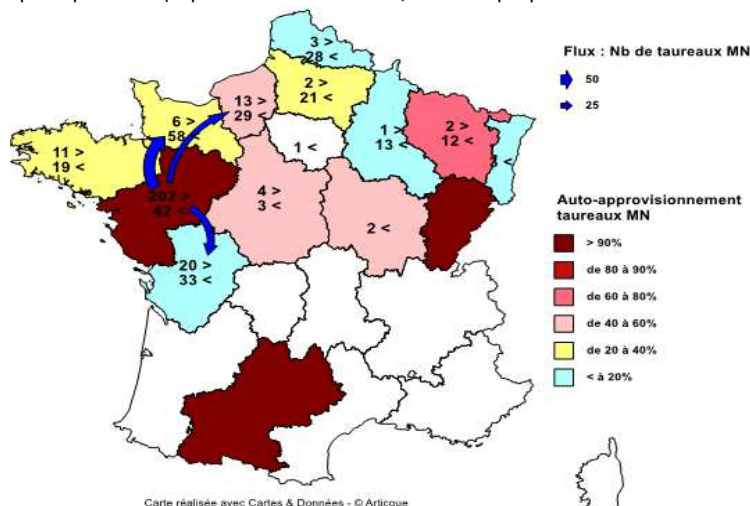 3 >
28 <
2 >
21 <
13 >
29 <
6 >
58 <
11 >
19 <
1 <
1 >
13 <
2 >
12 <
<
202 >
42 <
4 >
3 <
2 <
20 >
33 <
Flux : Nb de taureaux MN
50
25
Auto-approvisionnement
taureaux MN
> 90%
de 80 à 90%
de 60 à 80%
de 40 à 60%
de 20 à 40%
< à 20%
Carte réalisée avec Cartes & Données - © Articque